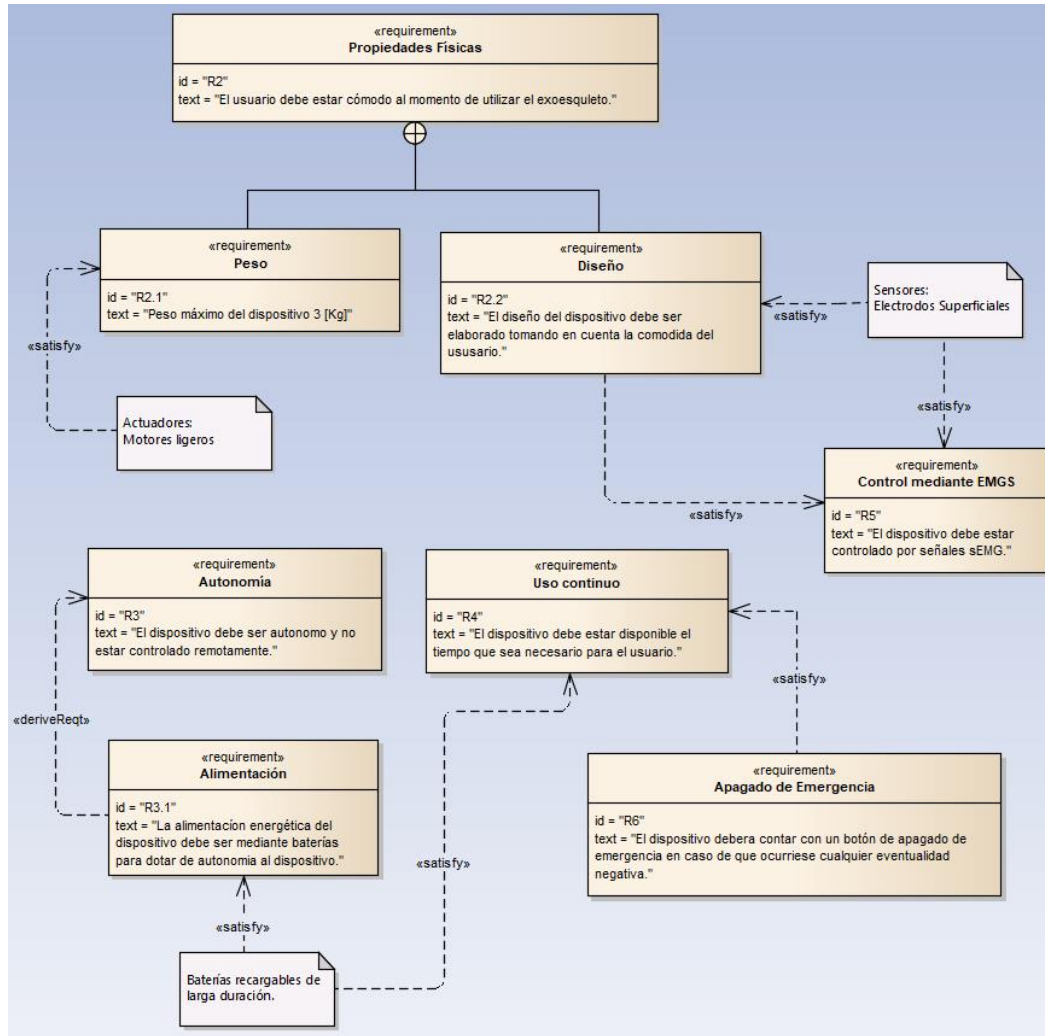 «requirement»
Propiedades Físicas
id = "R2"
text = "El usuario debe estar cómodo al momento de utilizar el exoesquleto."
«requirement»
Peso
id = "R2.1"
text = "Peso máximo del dispositivo 3 [Kg]"
«requirement»
Diseño
id = "R2.2"
text = "El diseño del dispositivo debe ser
elaborado tomando en cuenta la comodida del
ususario."
Sensores:
Electrodos Superficiales
«satisfy»
«satisfy»
«satisfy»
Actuadores:
Motores ligeros
«requirement»
Control mediante EMGS
id = "R5"
text = "El dispositivo debe estar
controlado por señales sEMG."
«satisfy»
«requirement»
Autonomía
id = "R3"
text = "El dispositivo debe ser autonomo y no
estar controlado remotamente."
«requirement»
Uso continuo
id = "R4"
text = "El dispositivo debe estar disponible el
tiempo que sea necesario para el usuario."
«satisfy»
«deriveReqt»
«requirement»
Alimentación
id = "R3.1"
text = "La alimentacíon energética del
dispositivo debe ser mediante baterías
para dotar de autonomia al dispositivo."
«requirement»
Apagado de Emergencia
id = "R6"
text = "El dispositivo debera contar con un botón de apagado de
emergencia en caso de que ocurriese cualquier eventualidad
negativa."
«satisfy»
«satisfy»
Baterías recargables de
larga duración.